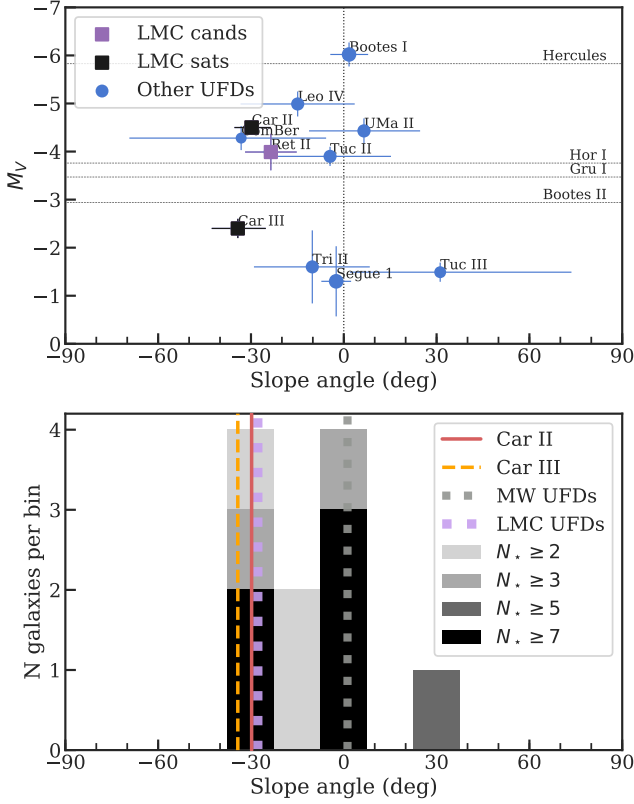 −7
−6
−5
−4
−3
−2
−1
0
M_V
LMC cands
LMC sats
Other UFDs
Bootes I
Hercules
Leo IV
Car II
UMa II
ComBer
Ret II
Tuc II
Hor I
Gru I
Bootes II
Car III
Tri II
Segue 1
Tuc III
−90 −60 −30 0 30 60 90
Slope angle (deg)
4
3
2
1
0
N galaxies per bin
Car II
Car III
MW UFDs
LMC UFDs
N⋆ ≥ 2
N⋆ ≥ 3
N⋆ ≥ 5
N⋆ ≥ 7
−90 −60 −30 0 30 60 90
Slope angle (deg)